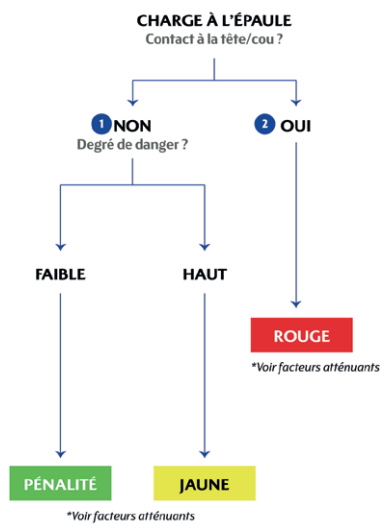 CHARGE À L'ÉPAULE
Contact à la tête/cou ?
1 NON
Degré de danger ?
2 OUI
FAIBLE
HAUT
ROUGE
*Voir facteurs atténuants
PÉNALITÉ
JAUNE
*Voir facteurs atténuants